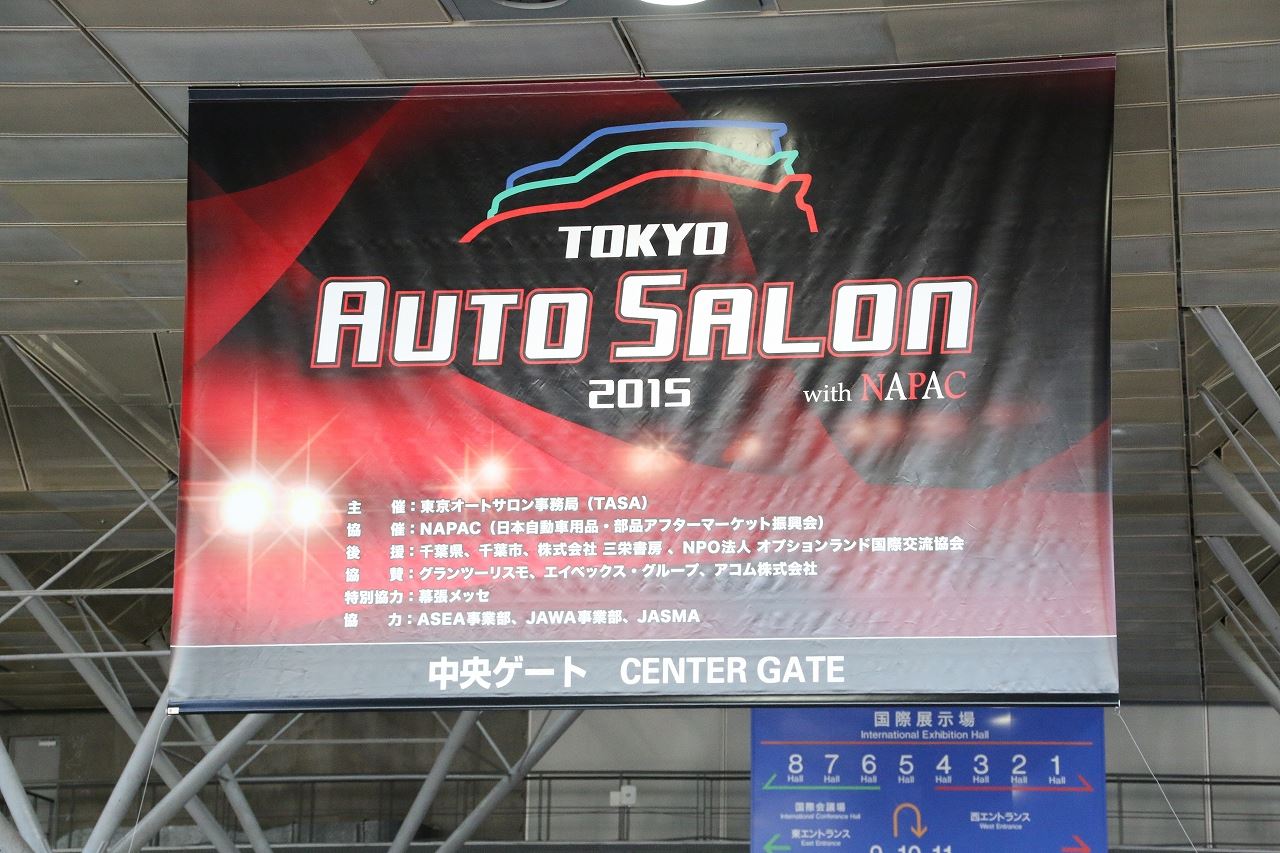 TOKYO
AUTO SALON
2015
with NAPAC
主　催：東京オートサロン事務局（TASA）
協　催：NAPAC（日本自動車用品・部品アフターマーケット振興会）
後　援：千葉県、千葉市、株式会社 三栄書房 、NPO法人 オプションランド国際交流協会
協　賛：グランツーリスモ、エイベックス・グループ、アコム株式会社
特別協力：幕張メッセ
協　力：ASEA事業部、JAWA事業部、JASMA
中央ゲート　CENTER GATE
国際展示場
International Exhibition Hall
8 7 6 5 4 3 2 1
Hall Hall Hall Hall Hall Hall Hall Hall
国際会議場
International Conference Hall
東エントランス
East Entrance
西エントランス
West Entrance
9 10 11